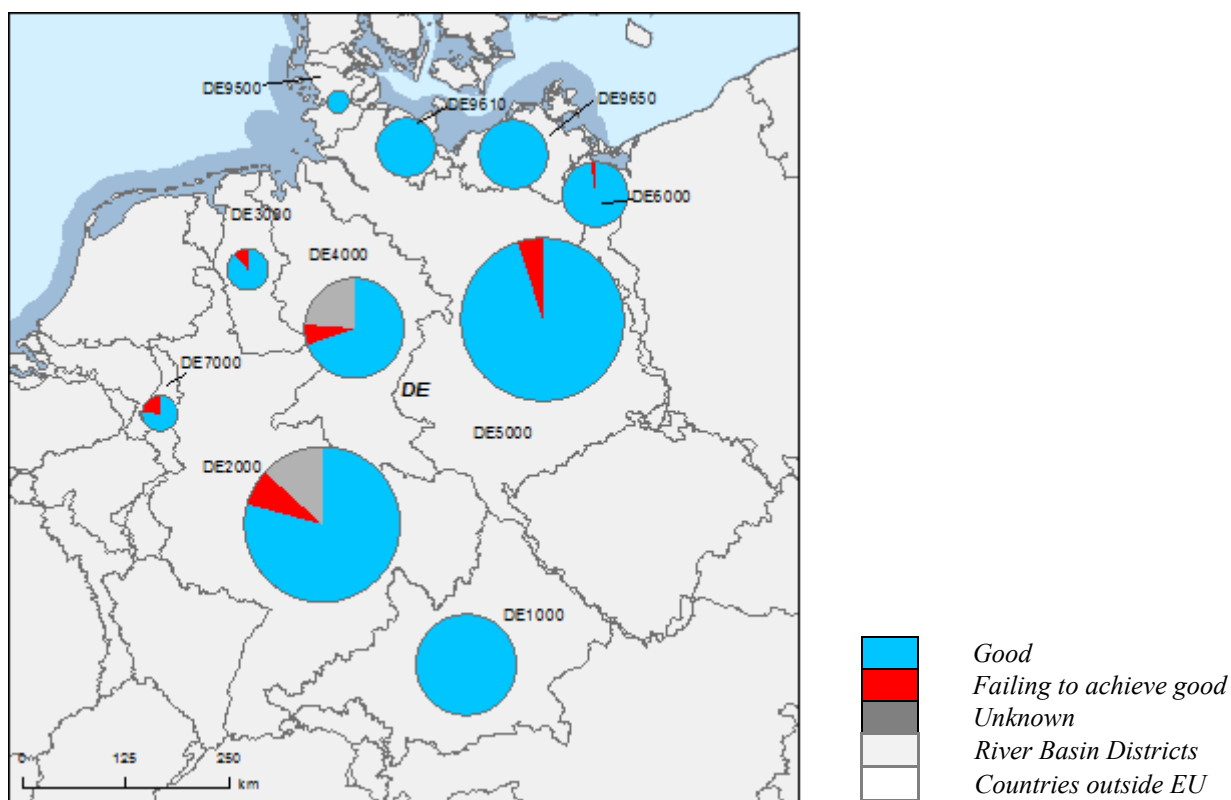 DE9500
DE9610
DE9650
DE6000
DE3000
DE4000
DE7000
DE
DE5000
DE2000
DE1000
0 125 250
km
Good
Failing to achieve good
Unknown
River Basin Districts
Countries outside EU